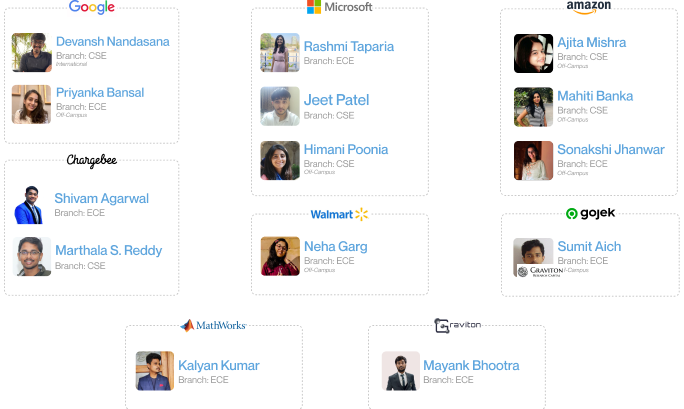 Google
Devansh Nandasana
Branch: CSE
International
Priyanka Bansal
Branch: ECE
Off-Campus
Microsoft
Rashmi Taparia
Branch: ECE
Jeet Patel
Branch: CSE
Himani Poonia
Branch: CSE
Off-Campus
amazon
Ajita Mishra
Branch: CSE
Off-Campus
Mahiti Banka
Branch: CSE
Off-Campus
Sonakshi Jhanwar
Branch: ECE
Off-Campus
Chargebee
Shivam Agarwal
Branch: ECE
Marthala S. Reddy
Branch: CSE
Walmart
Neha Garg
Branch: ECE
Off-Campus
gojek
Sumit Aich
Branch: ECE
GRAVITON
RESEARCH CAPITAL
f-Campus
MathWorks
Kalyan Kumar
Branch: ECE
raviton
Mayank Bhootra
Branch: ECE